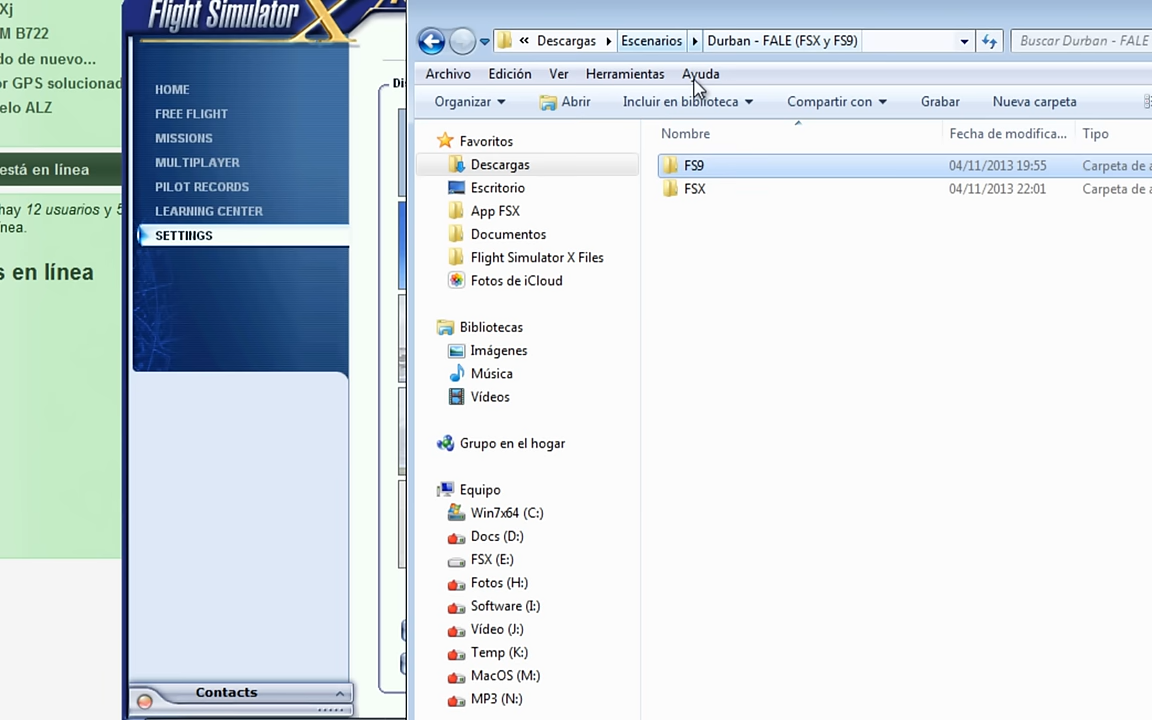 Xj
M B722
do de nuevo...
or GPS solucionad
elo ALZ
está en línea
hay 12 usuarios y 5
nea.
s en línea
Flight Simulator X
HOME
FREE FLIGHT
MISSIONS
MULTIPLAYER
PILOT RECORDS
LEARNING CENTER
SETTINGS
Contacts
Di
« Descargas Escenarios Durban - FALE (FSX y FS9)
Buscar Durban - FALE
Archivo Edición Ver Herramientas Ayuda
Organizar Abrir Incluir en biblioteca Compartir con Grabar Nueva carpeta
Favoritos
Descargas
Escritorio
App FSX
Documentos
Flight Simulator X Files
Fotos de iCloud
Bibliotecas
Imágenes
Música
Vídeos
Grupo en el hogar
Equipo
Win7x64 (C:)
Docs (D:)
FSX (E:)
Fotos (H:)
Software (I:)
Vídeo (J:)
Temp (K:)
MacOS (M:)
MP3 (N:)
Nombre Fecha de modifica... Tipo
FS9 04/11/2013 19:55 Carpeta de a
FSX 04/11/2013 22:01 Carpeta de a